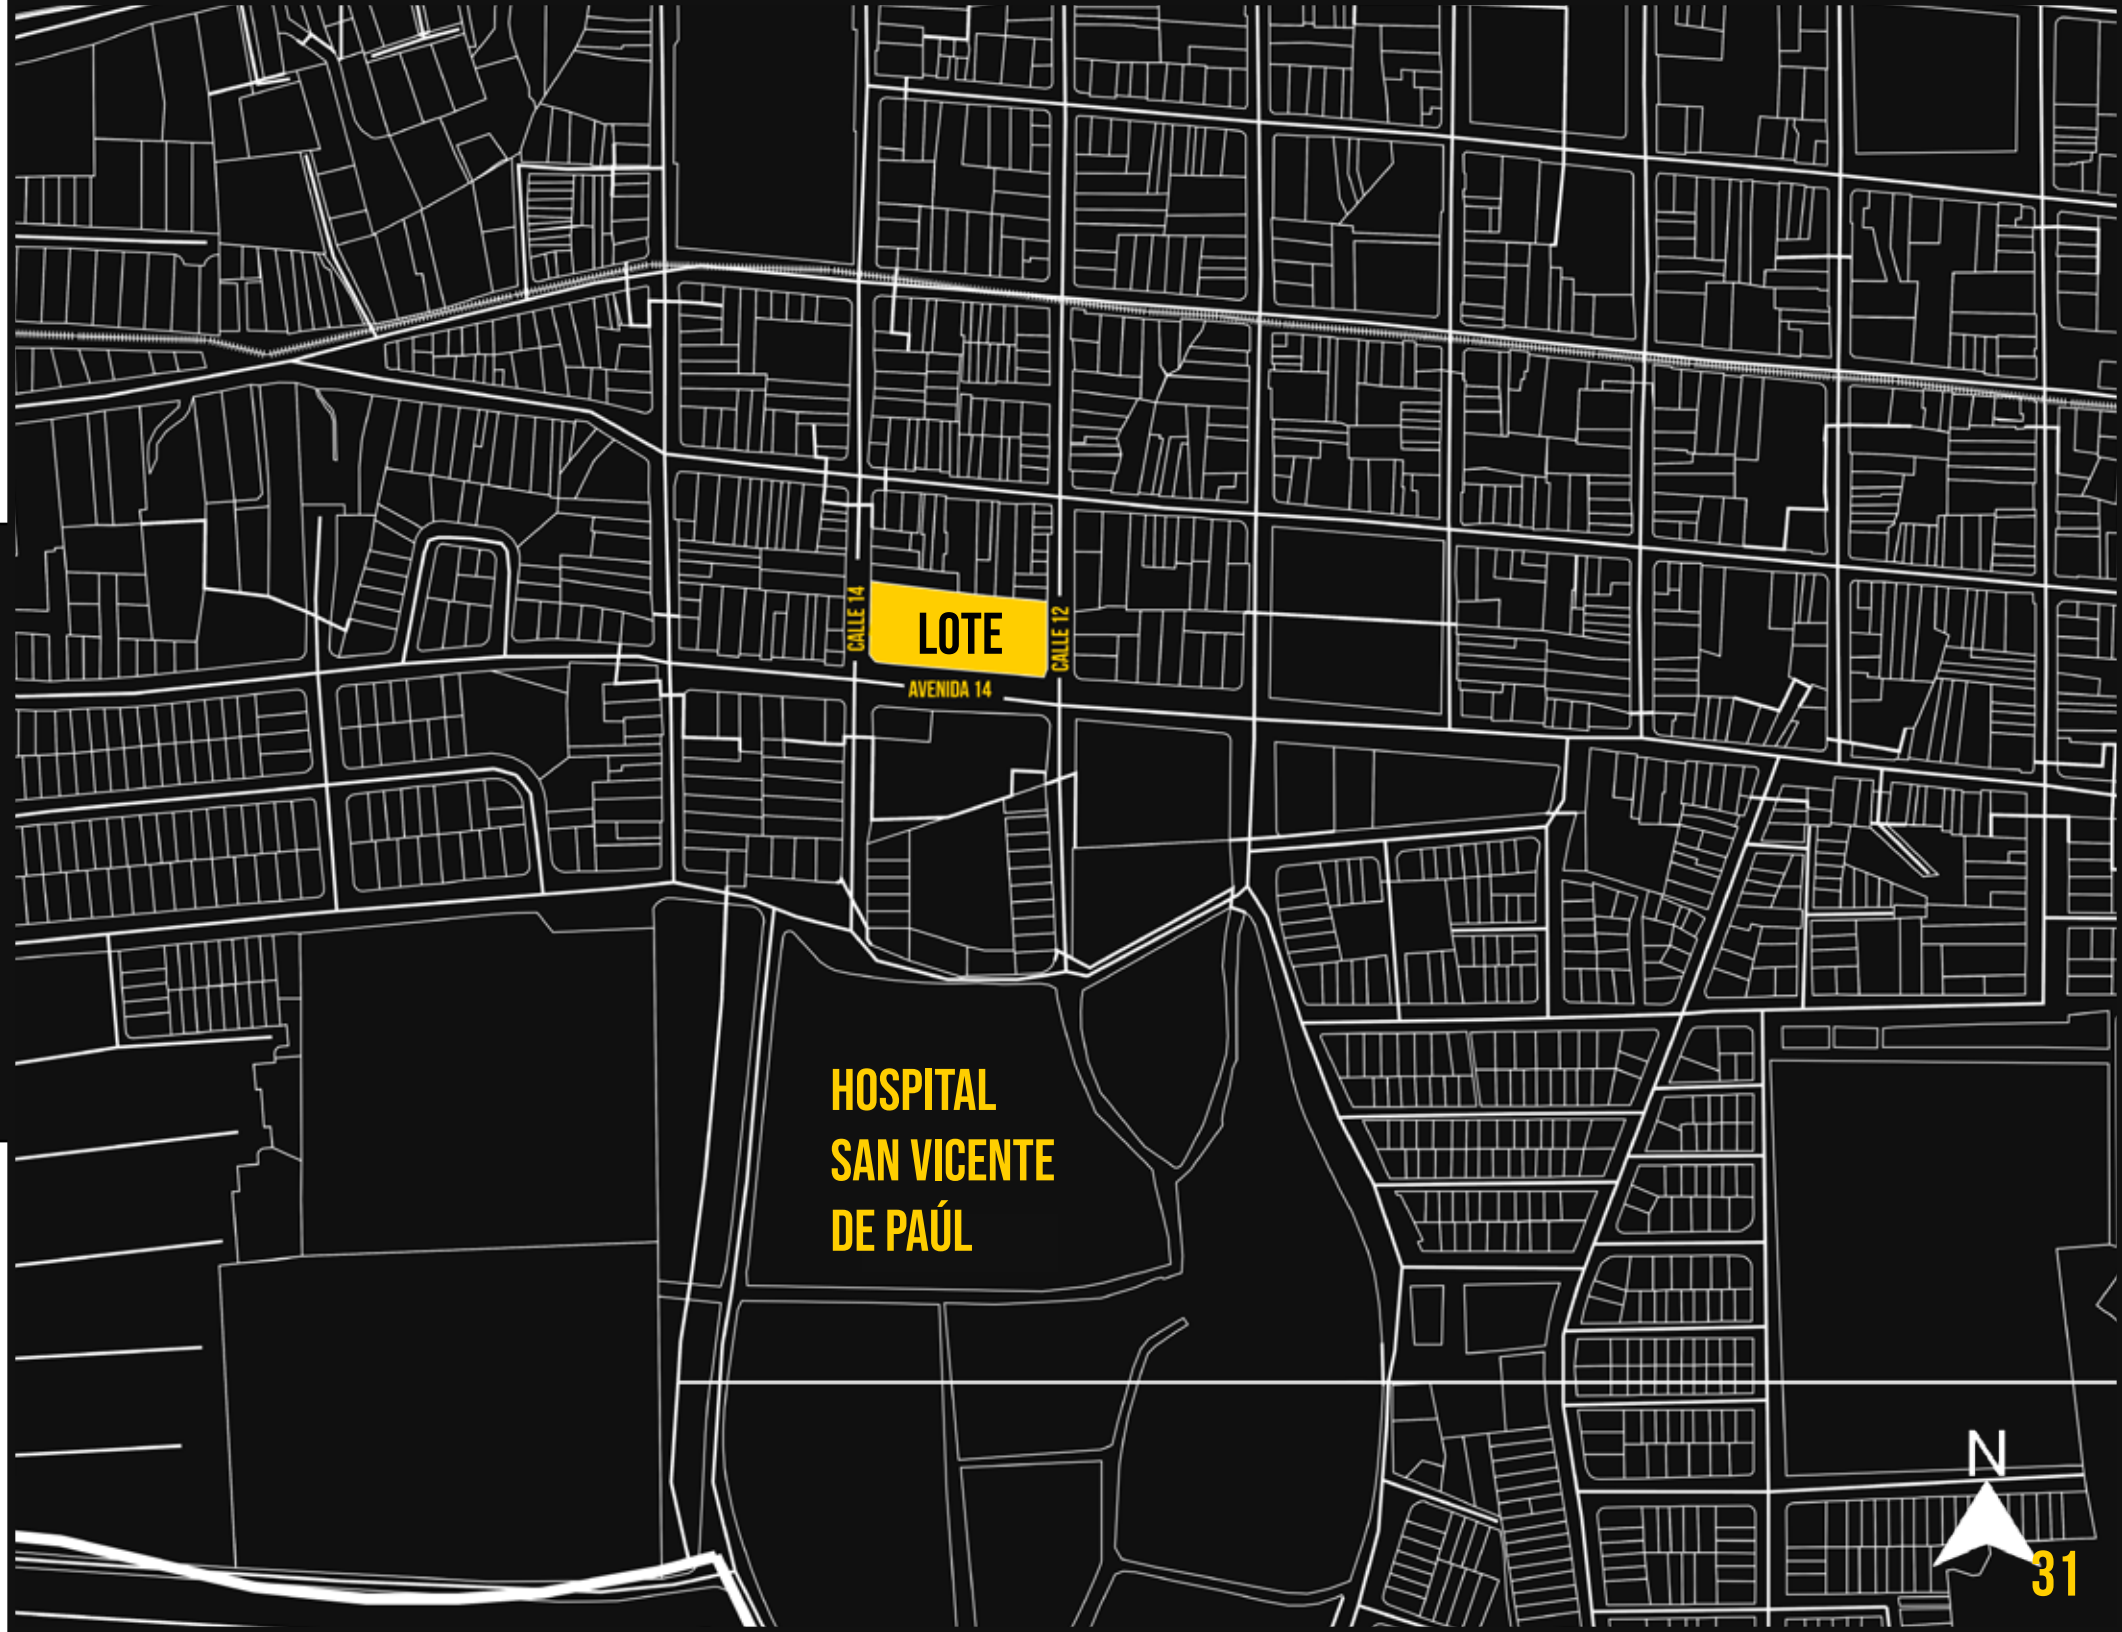 CALLE 14
LOTE
CALLE 12
AVENIDA 14
HOSPITAL
SAN VICENTE
DE PAÚL
N
31